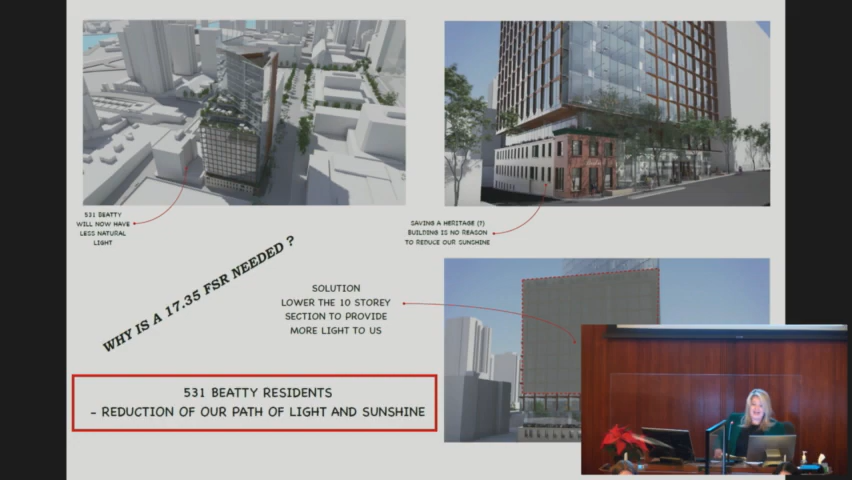 531 BEATTY
WILL NOW HAVE
LESS NATURAL
LIGHT
SAVING A HERITAGE (?)
BUILDING IS NO REASON
TO REDUCE OUR SUNSHINE
WHY IS A 17.35 FSR NEEDED ?
SOLUTION
LOWER THE 10 STOREY
SECTION TO PROVIDE
MORE LIGHT TO US
531 BEATTY RESIDENTS
- REDUCTION OF OUR PATH OF LIGHT AND SUNSHINE